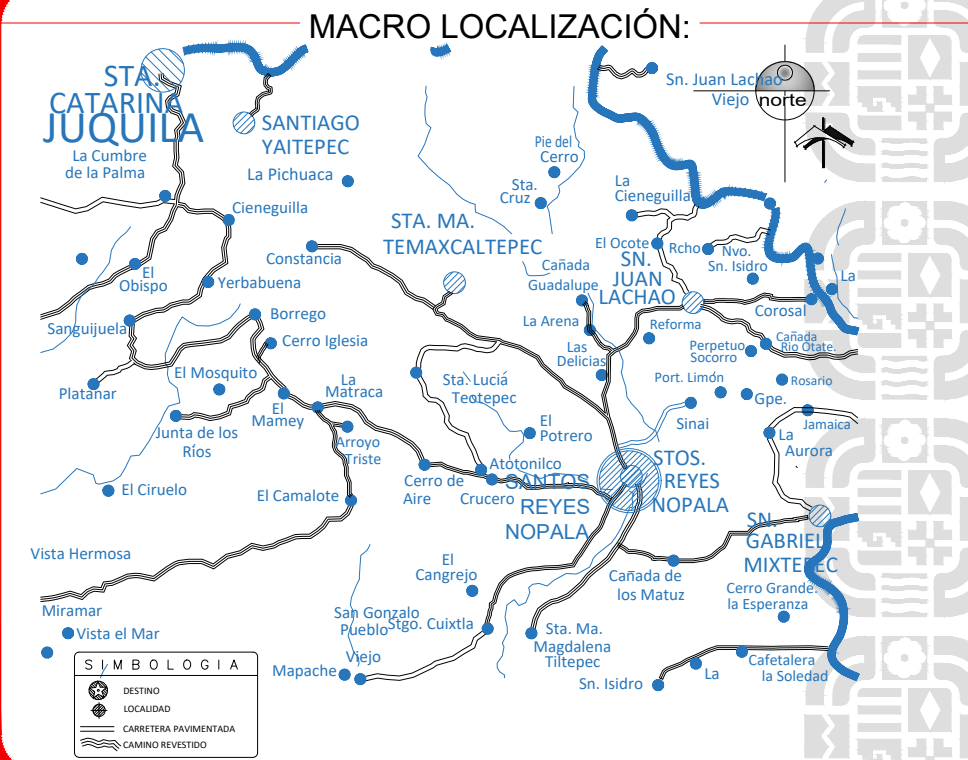 MACRO LOCALIZACIÓN:
STA.
CATARINA
JUQUILA
SANTIAGO
YAITEPEC
La Pichuaca
La Cumbre
de la Palma
Cieneguilla
Sn. Juan Lachao
Viejo
norte
Pie del
Cerro
Sta.
Cruz
La
Cieneguilla
STA. MA.
TEMAXCALTEPEC
Constancia
El
Obispo
Yerbabuena
Cañada
Guadalupe
El Ocote
SN.
JUAN
LACHAO
Rcho
Nvo.
Sn. Isidro
La
Corosal
Sanguijuela
Borrego
Cerro Iglesia
La Arena
Las
Delicias
Reforma
Perpetuo
Socorro
Cañada
Rio Otate.
Platanar
El Mosquito
La
Matraca
El
Mamey
Sta. Luciá
Teotepec
Port. Limón
Gpe.
Rosario
Junta de los
Ríos
Arroyo
Triste
El
Potrero
Sinai
Jamaica
La
Aurora
El Ciruelo
El Camalote
Cerro de
Aire
Atotonilco
Crucero
SANTOS
REYES
NOPALA
STOS.
REYES
NOPALA
SN.
GABRIEL
MIXTEPEC
Vista Hermosa
El
Cangrejo
Cañada de
los Matuz
Cerro Grande.
la Esperanza
Miramar
Vista el Mar
San Gonzalo
Pueblo
Viejo
Stgo. Cuixtla
Sta. Ma.
Magdalena
Tiltepec
Mapache
Sn. Isidro
La
Cafetalera
la Soledad
SIMBOLOGIA
DESTINO
LOCALIDAD
CARRETERA PAVIMENTADA
CAMINO REVESTIDO